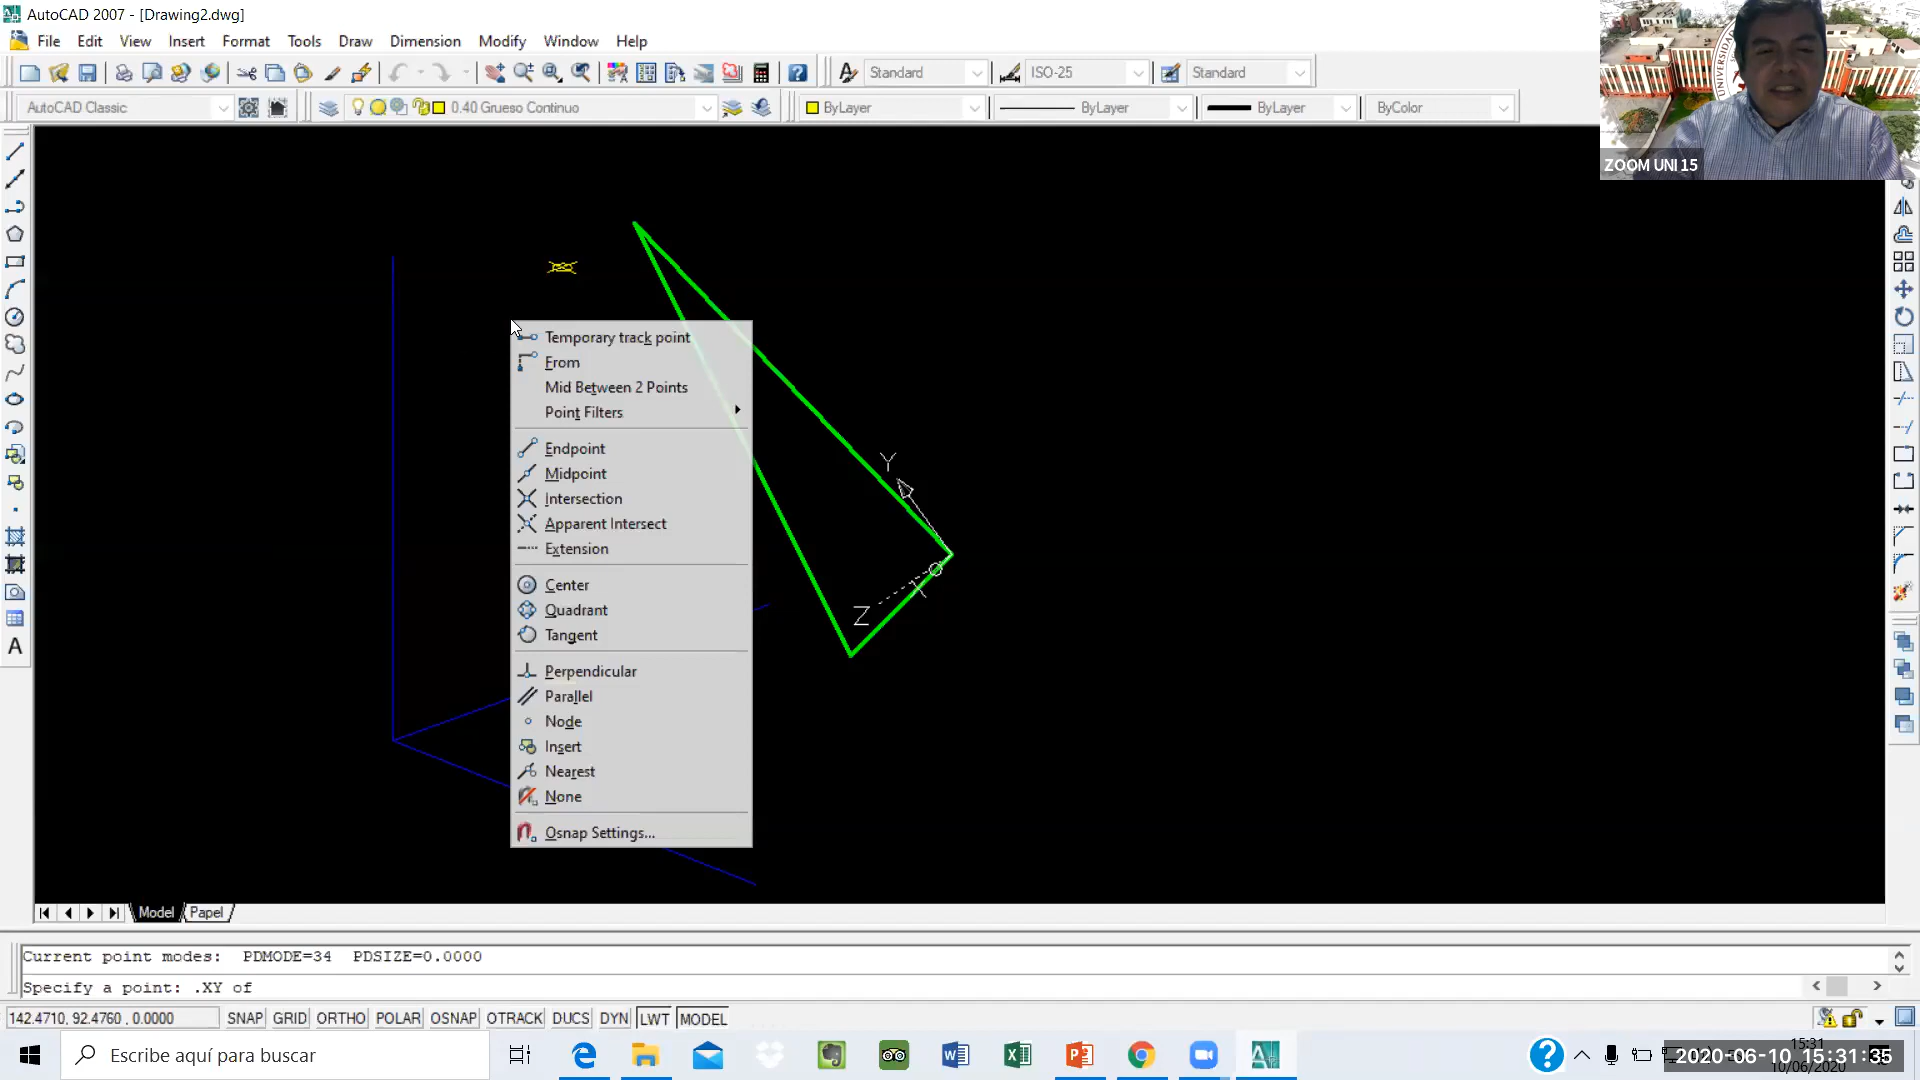 AutoCAD 2007 - [Drawing2.dwg]
File Edit View Insert Format Tools Draw Dimension Modify Window Help
Standard ISO-25 Standard
AutoCAD Classic 0.40 Grueso Continuo ByLayer ByLayer ByLayer ByColor
ZOOM UNI 15
Temporary track point
From
Mid Between 2 Points
Point Filters
Endpoint
Midpoint
Intersection
Apparent Intersect
Extension
Center
Quadrant
Tangent
Perpendicular
Parallel
Node
Insert
Nearest
None
Osnap Settings...
Y
X
Z
A
Model Papel
Current point modes: PDMODE=34 PDSIZE=0.0000
Specify a point: .XY of
142.4710, 92.4760 , 0.0000 SNAP GRID ORTHO POLAR OSNAP OTRACK DUCS DYN LWT MODEL
Escribe aquí para buscar
15:31
10/06/2020
2020-06-10 15:31:35